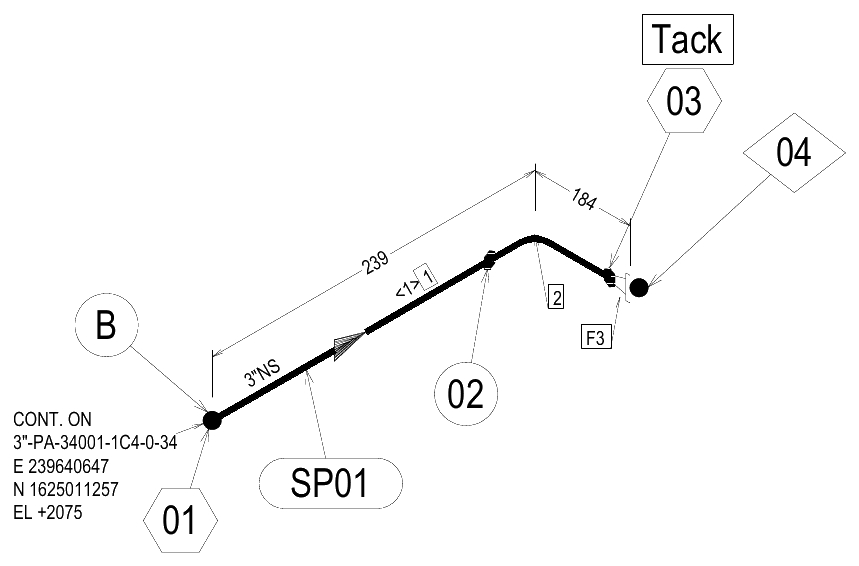 Tack
03
04
184
239
<1> 1
2
B
F3
3"NS
02
CONT. ON
3"-PA-34001-1C4-0-34
E 239640647
N 1625011257
EL +2075
SP01
01